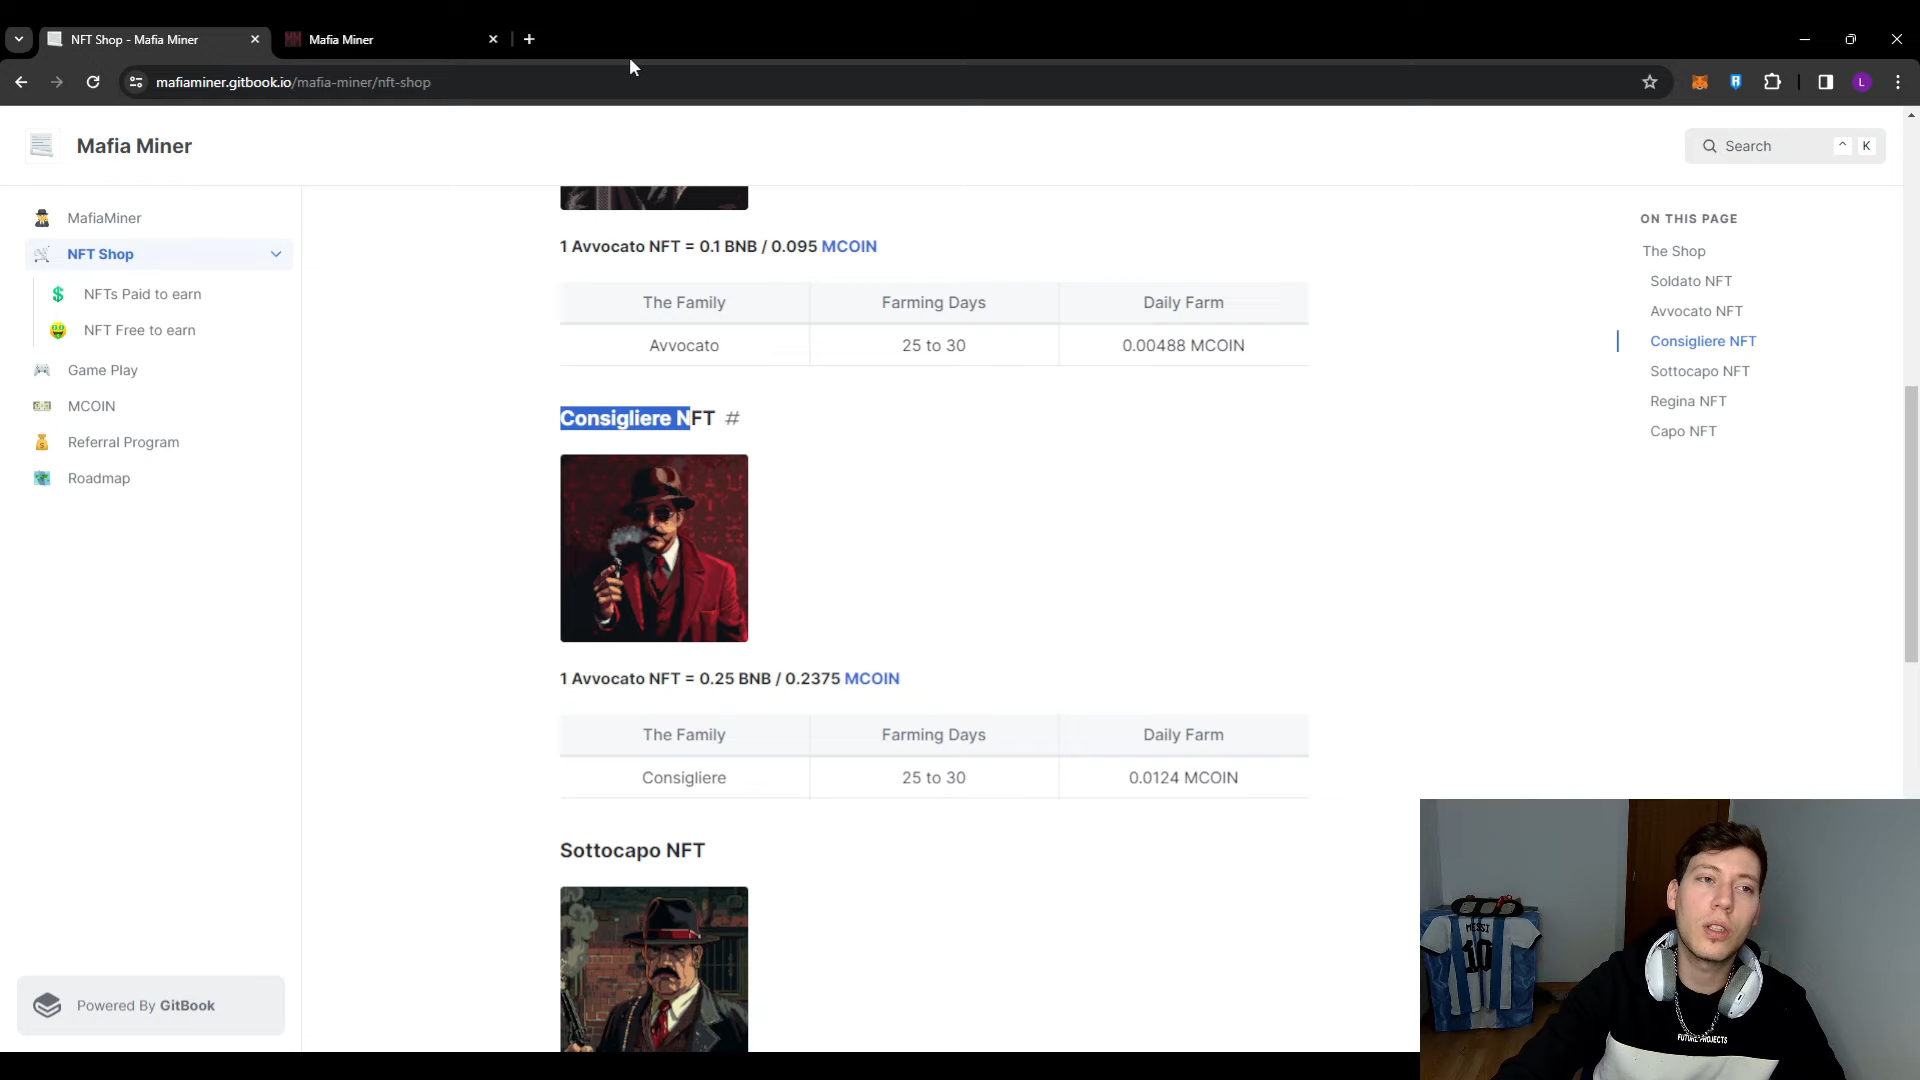 NFT Shop - Mafia Miner
Mafia Miner
mafiaminer.gitbook.io/mafia-miner/nft-shop
L
Mafia Miner
Search
^ K
MafiaMiner
NFT Shop
NFTs Paid to earn
NFT Free to earn
Game Play
MCOIN
Referral Program
Roadmap
Powered By GitBook
1 Avvocato NFT = 0.1 BNB / 0.095 MCOIN
The Family Farming Days Daily Farm
Avvocato 25 to 30 0.00488 MCOIN
Consigliere NFT #
1 Avvocato NFT = 0.25 BNB / 0.2375 MCOIN
The Family Farming Days Daily Farm
Consigliere 25 to 30 0.0124 MCOIN
Sottocapo NFT
ON THIS PAGE
The Shop
Soldato NFT
Avvocato NFT
Consigliere NFT
Sottocapo NFT
Regina NFT
Capo NFT
MESSI
10
FUTURE PROJECTS